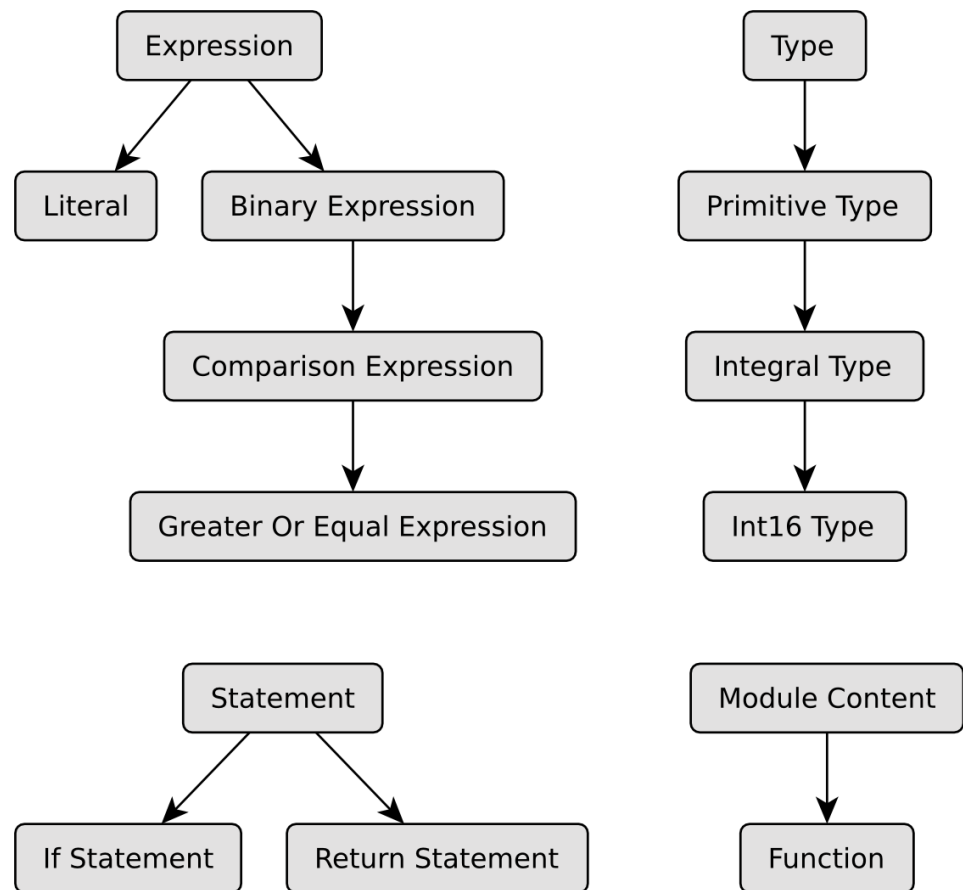 Expression
Type
Literal
Binary Expression
Primitive Type
Comparison Expression
Integral Type
Greater Or Equal Expression
Int16 Type
Statement
Module Content
If Statement
Return Statement
Function